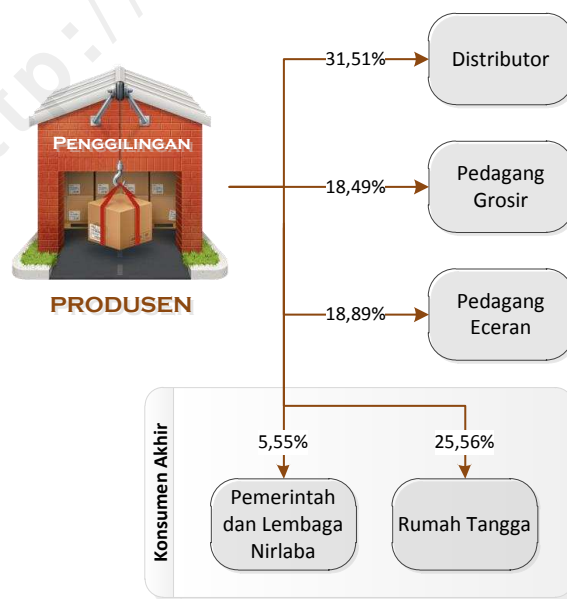 tp://
31,51%
Distributor
PENGGILINGAN
18,49%
Pedagang
Grosir
PRODUSEN
18,89%
Pedagang
Eceran
Konsumen Akhir
5,55%
25,56%
Pemerintah
dan Lembaga
Nirlaba
Rumah Tangga